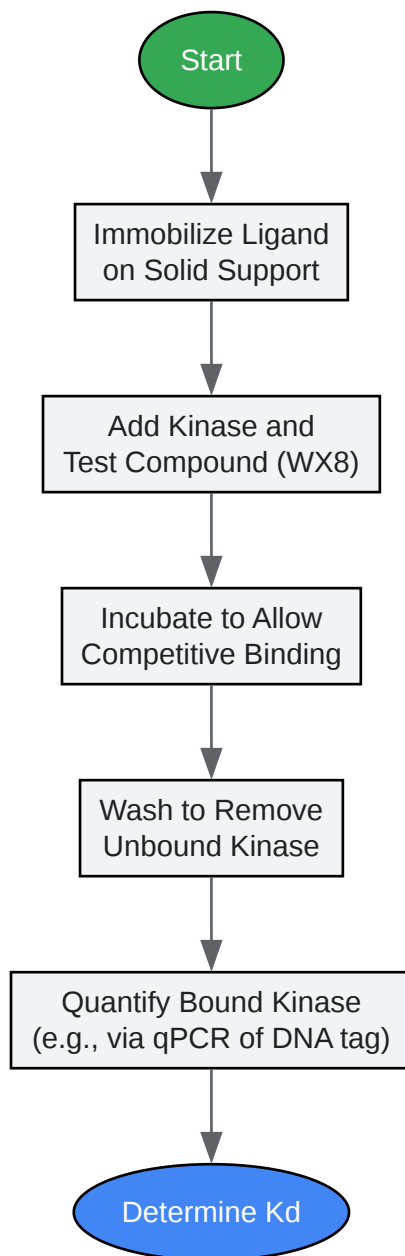 Start
Immobilize Ligand
on Solid Support
Add Kinase and
Test Compound (WX8)
Incubate to Allow
Competitive Binding
Wash to Remove
Unbound Kinase
Quantify Bound Kinase
(e.g., via qPCR of DNA tag)
Determine Kd